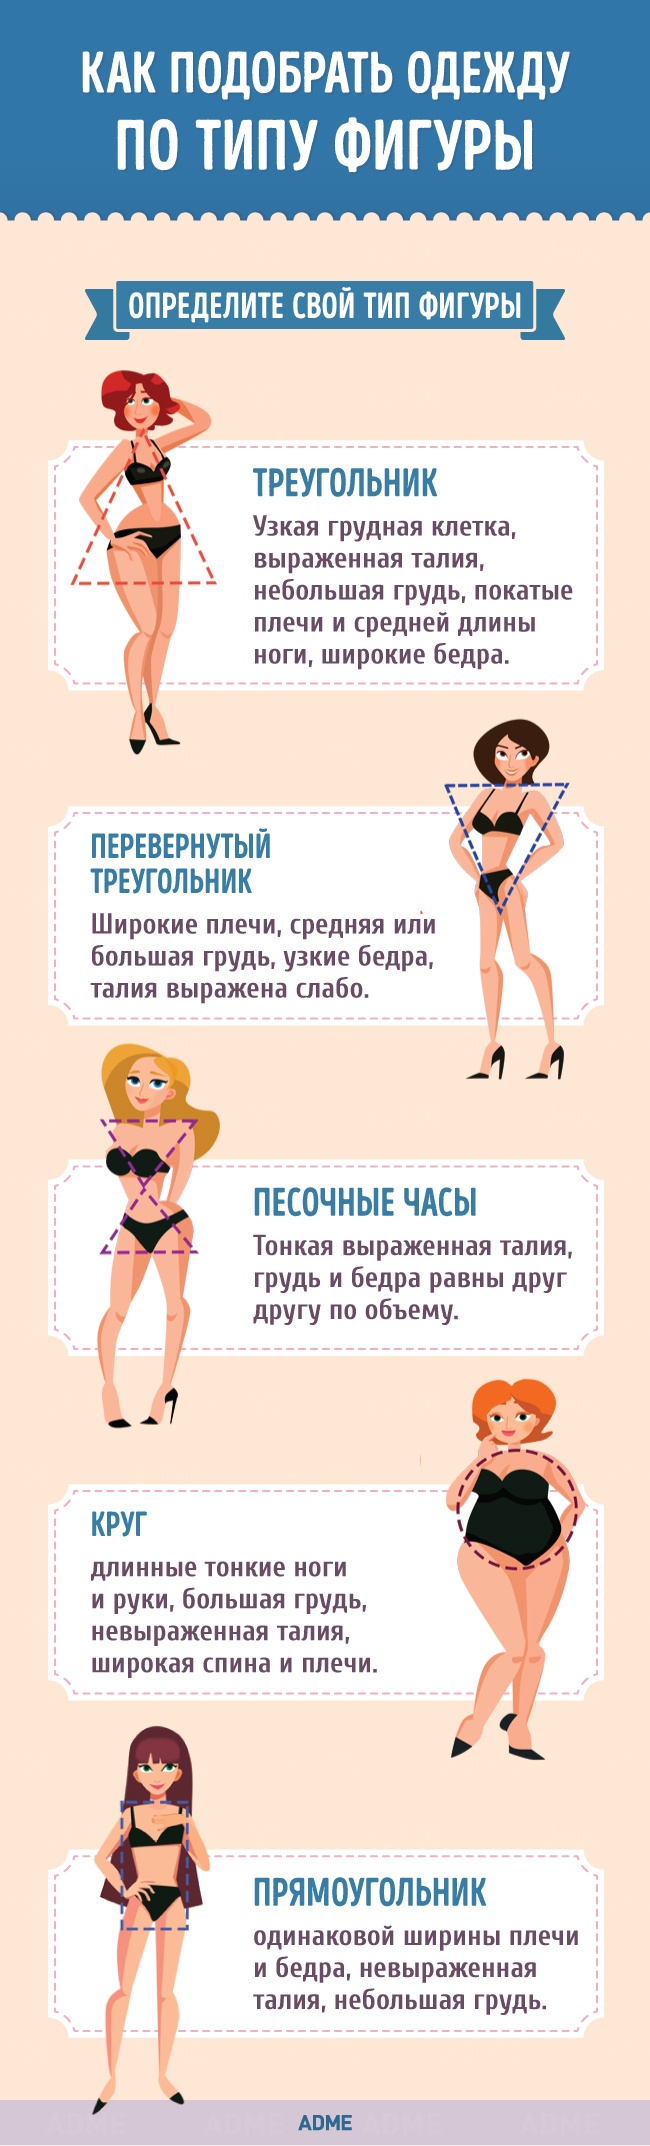 КАК ПОДОБРАТЬ ОДЕЖДУ
ПО ТИПУ ФИГУРЫ
ОПРЕДЕЛИТЕ СВОЙ ТИП ФИГУРЫ
ТРЕУГОЛЬНИК
Узкая грудная клетка,
выраженная талия,
небольшая грудь, покатые
плечи и средней длины
ноги, широкие бедра.
ПЕРЕВЕРНУТЫЙ
ТРЕУГОЛЬНИК
Широкие плечи, средняя или
большая грудь, узкие бедра,
талия выражена слабо.
ПЕСОЧНЫЕ ЧАСЫ
Тонкая выраженная талия,
грудь и бедра равны друг
другу по объему.
КРУГ
длинные тонкие ноги
и руки, большая грудь,
невыраженная талия,
широкая спина и плечи.
ПРЯМОУГОЛЬНИК
одинаковой ширины плечи
и бедра, невыраженная
талия, небольшая грудь.
ADME